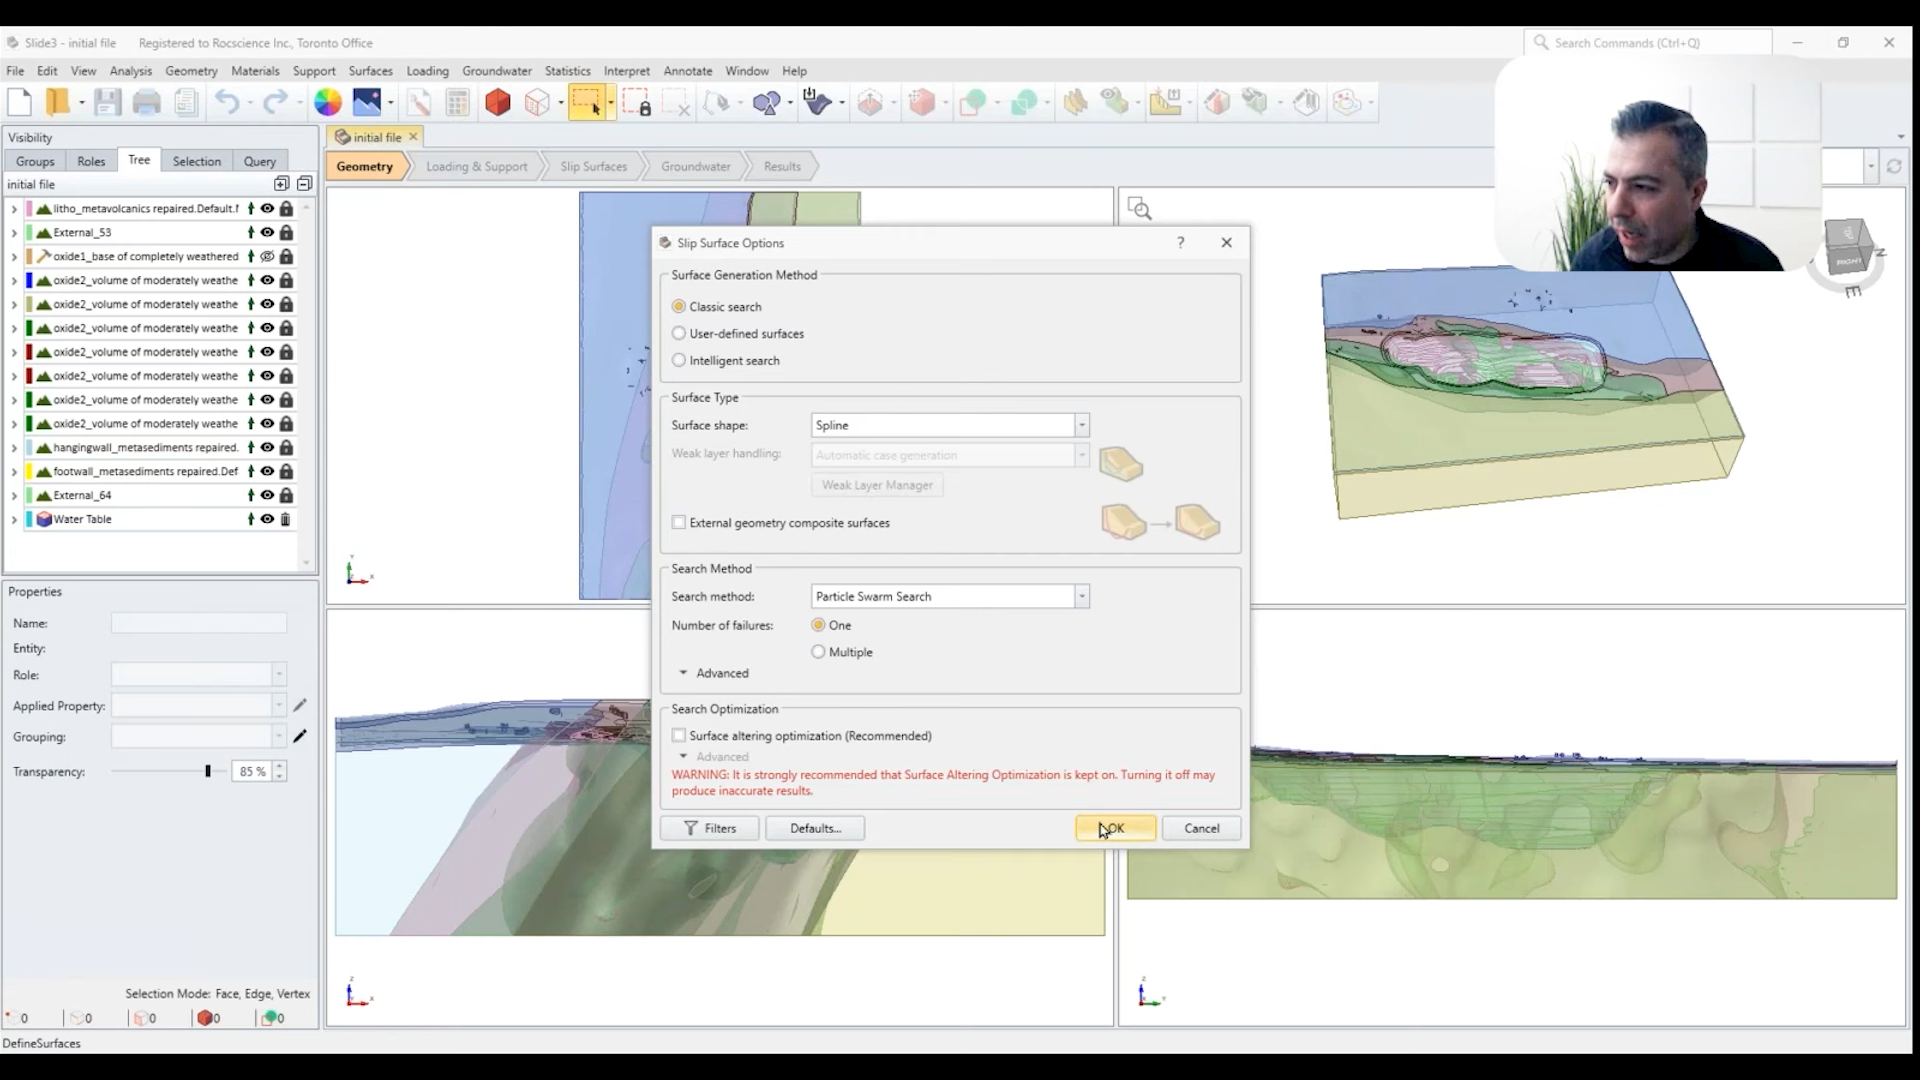 Slide3 - initial file    Registered to Rocscience Inc., Toronto Office    Search Commands (Ctrl+Q)
File  Edit  View  Analysis  Geometry  Materials  Support  Surfaces  Loading  Groundwater  Statistics  Interpret  Annotate  Window  Help
Visibility
initial file
Groups  Roles  Tree  Selection  Query
Geometry  Loading & Support  Slip Surfaces  Groundwater  Results
initial file
litho_metavolcanics repaired.Default.
External_53
oxide1_base of completely weathered
oxide2_volume of moderately weathe
oxide2_volume of moderately weathe
oxide2_volume of moderately weathe
oxide2_volume of moderately weathe
oxide2_volume of moderately weathe
oxide2_volume of moderately weathe
oxide2_volume of moderately weathe
hangingwall_metasediments repaired.
footwall_metasediments repaired.Def
External_64
Water Table
Properties
Name:
Entity:
Role:
Applied Property:
Grouping:
Transparency:  85 %
Selection Mode: Face, Edge, Vertex
0  0  0  0  0
DefineSurfaces
Slip Surface Options  ?
Surface Generation Method
Classic search
User-defined surfaces
Intelligent search
Surface Type
Surface shape:  Spline
Weak layer handling:  Automatic case generation
Weak Layer Manager
External geometry composite surfaces
Search Method
Search method:  Particle Swarm Search
Number of failures:  One
Multiple
Advanced
Search Optimization
Surface altering optimization (Recommended)
Advanced
WARNING: It is strongly recommended that Surface Altering Optimization is kept on. Turning it off may
produce inaccurate results.
Filters  Defaults...  OK  Cancel
RIGHT
N
E